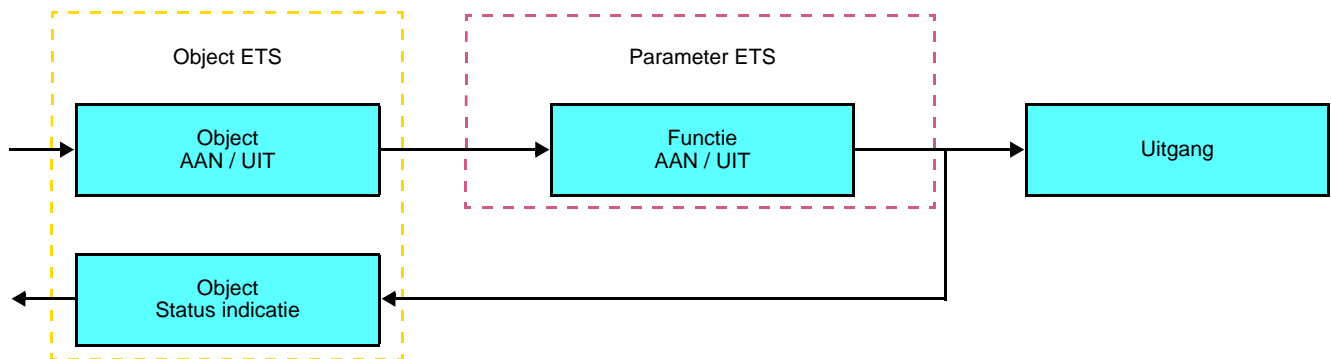 Object ETS
Parameter ETS
Object
AAN / UIT
Functie
AAN / UIT
Uitgang
Object
Status indicatie